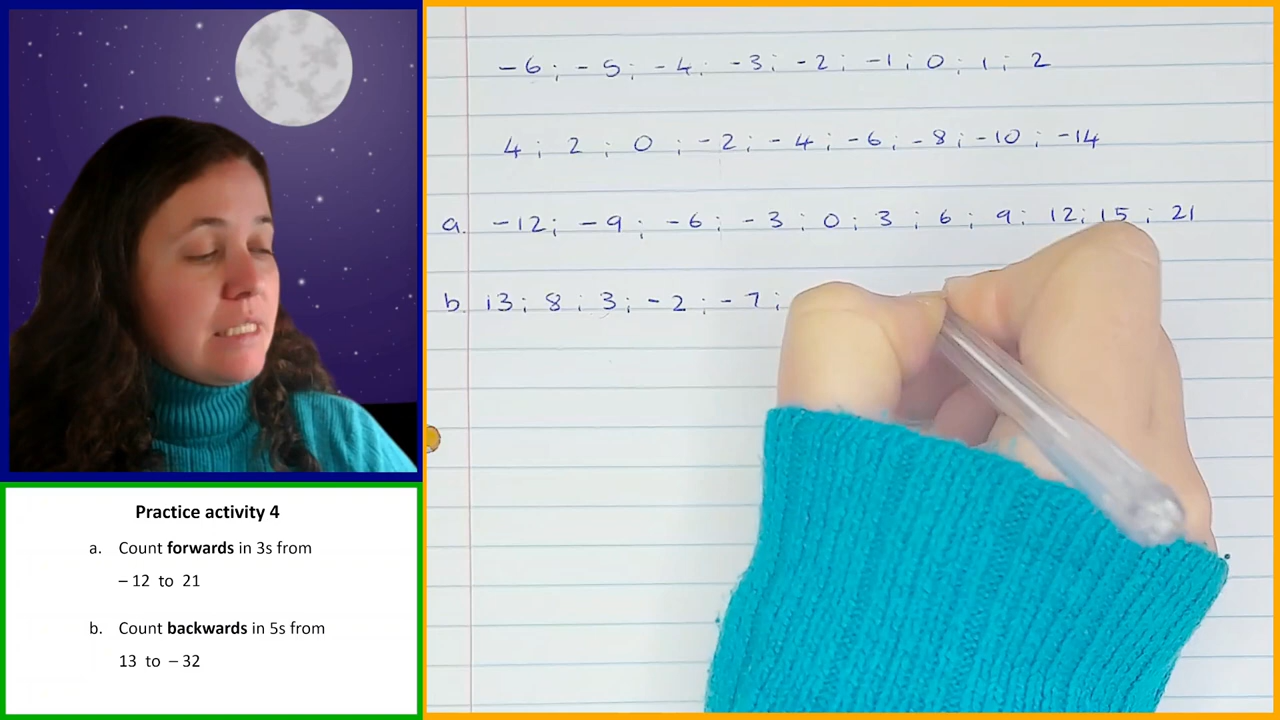 -6; -5; -4; -3; -2; -1; 0; 1; 2
4; 2; 0; -2; -4; -6; -8; -10; -14
a. -12; -9; -6; -3; 0; 3; 6; 9; 12; 15; 21
b. 13; 8; 3; -2; -7;
Practice activity 4
a. Count forwards in 3s from
– 12 to 21
b. Count backwards in 5s from
13 to – 32